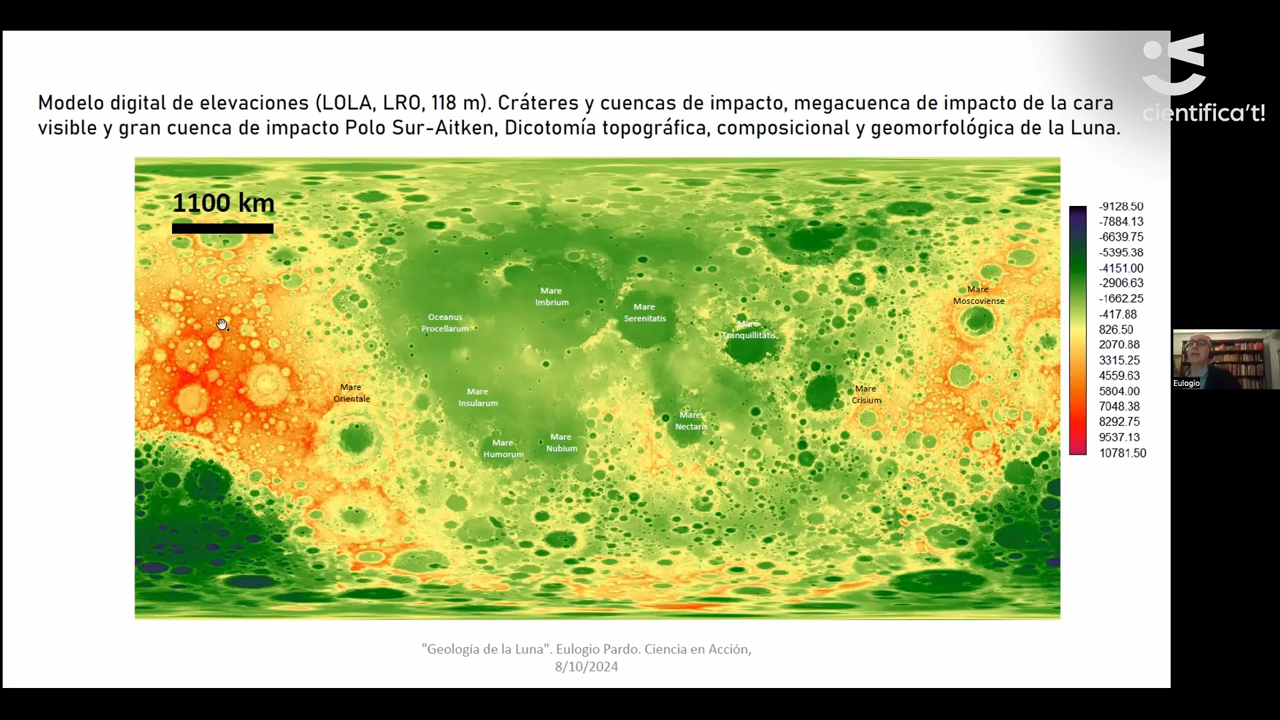 cientifica't!
Modelo digital de elevaciones (LOLA, LRO, 118 m). Cráteres y cuencas de impacto, megacuenca de impacto de la cara
visible y gran cuenca de impacto Polo Sur-Aitken, Dicotomía topográfica, composicional y geomorfológica de la Luna.
1100 km
Mare
Imbrium
Oceanus
Procellarum
Mare
Serenitatis
Mare
Tranquillitatis
Mare
Moscoviense
Mare
Orientale
Mare
Insularum
Mare
Crisium
Mare
Nectaris
Mare
Humorum
Mare
Nubium
-9128.50
-7884.13
-6639.75
-5395.38
-4151.00
-2906.63
-1662.25
-417.88
826.50
2070.88
3315.25
4559.63
5804.00
7048.38
8292.75
9537.13
10781.50
Eulogio
"Geología de la Luna". Eulogio Pardo. Ciencia en Acción,
8/10/2024